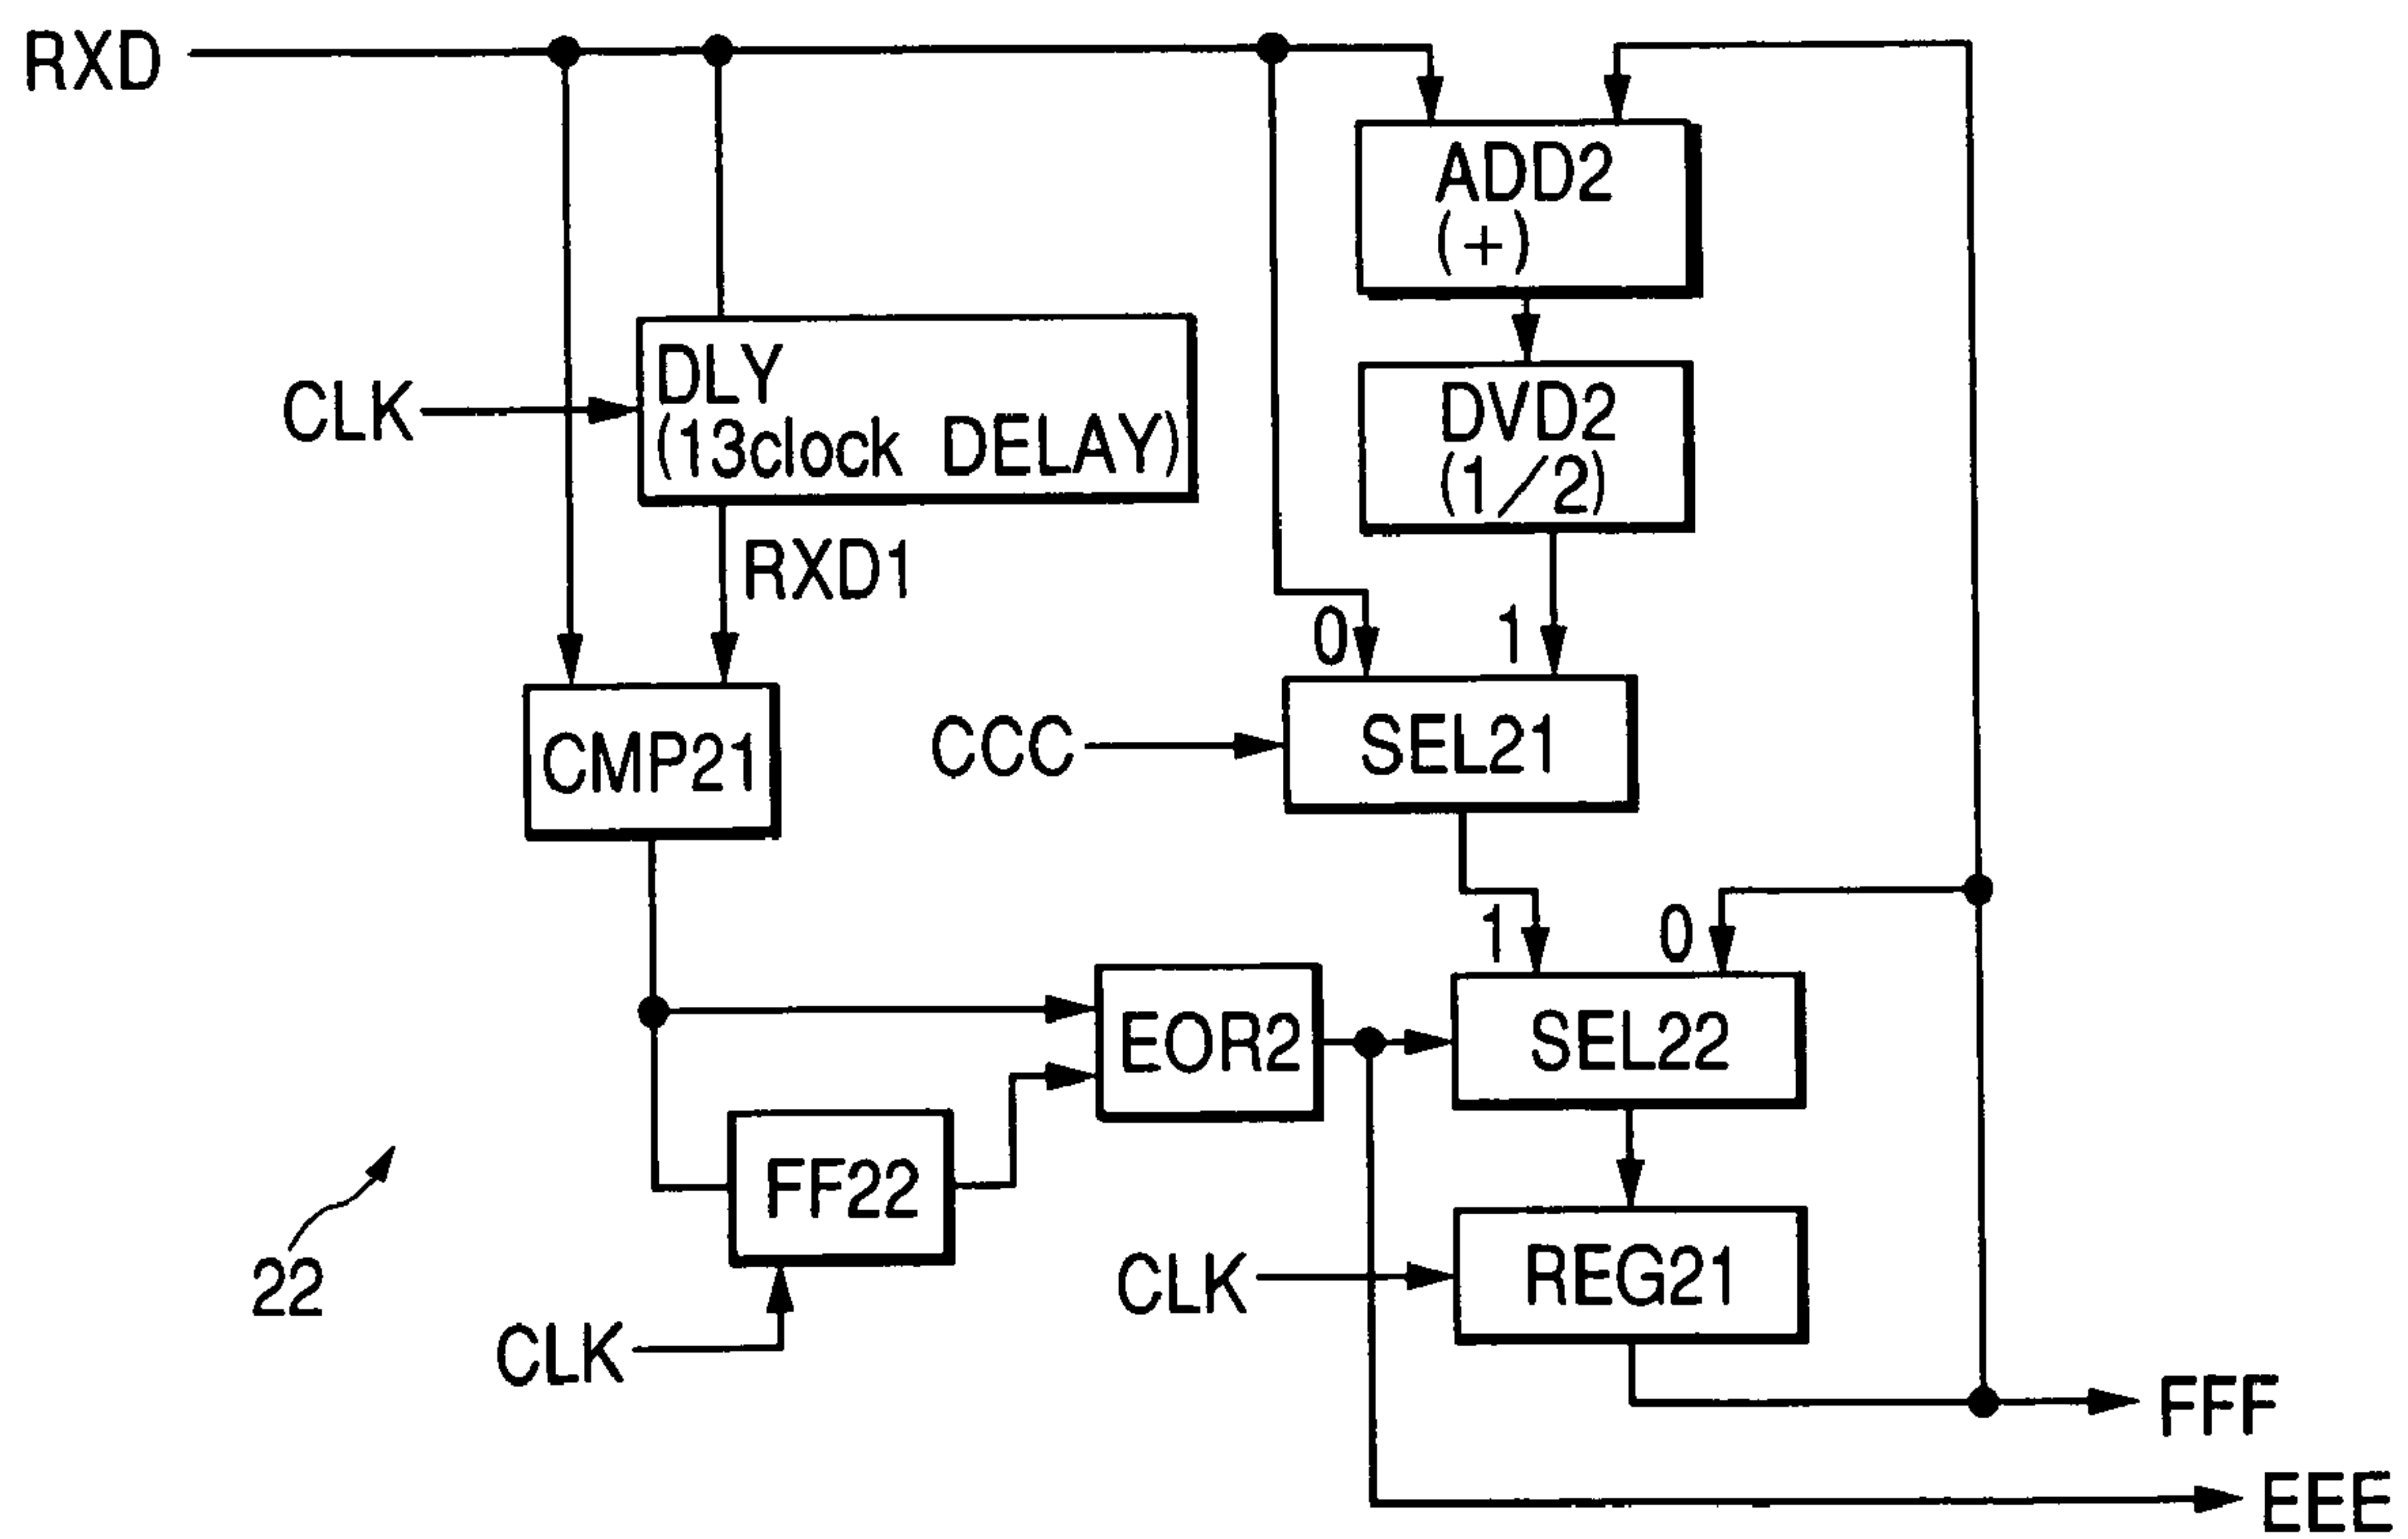 RXD
ADD2
(+)
DLY
(13clock DELAY)
CLK
DVD2
(1/2)
RXD1
0
1
CMP21
CCC
SEL21
1
0
EOR2
SEL22
FF22
22
CLK
CLK
REG21
FFF
EEE